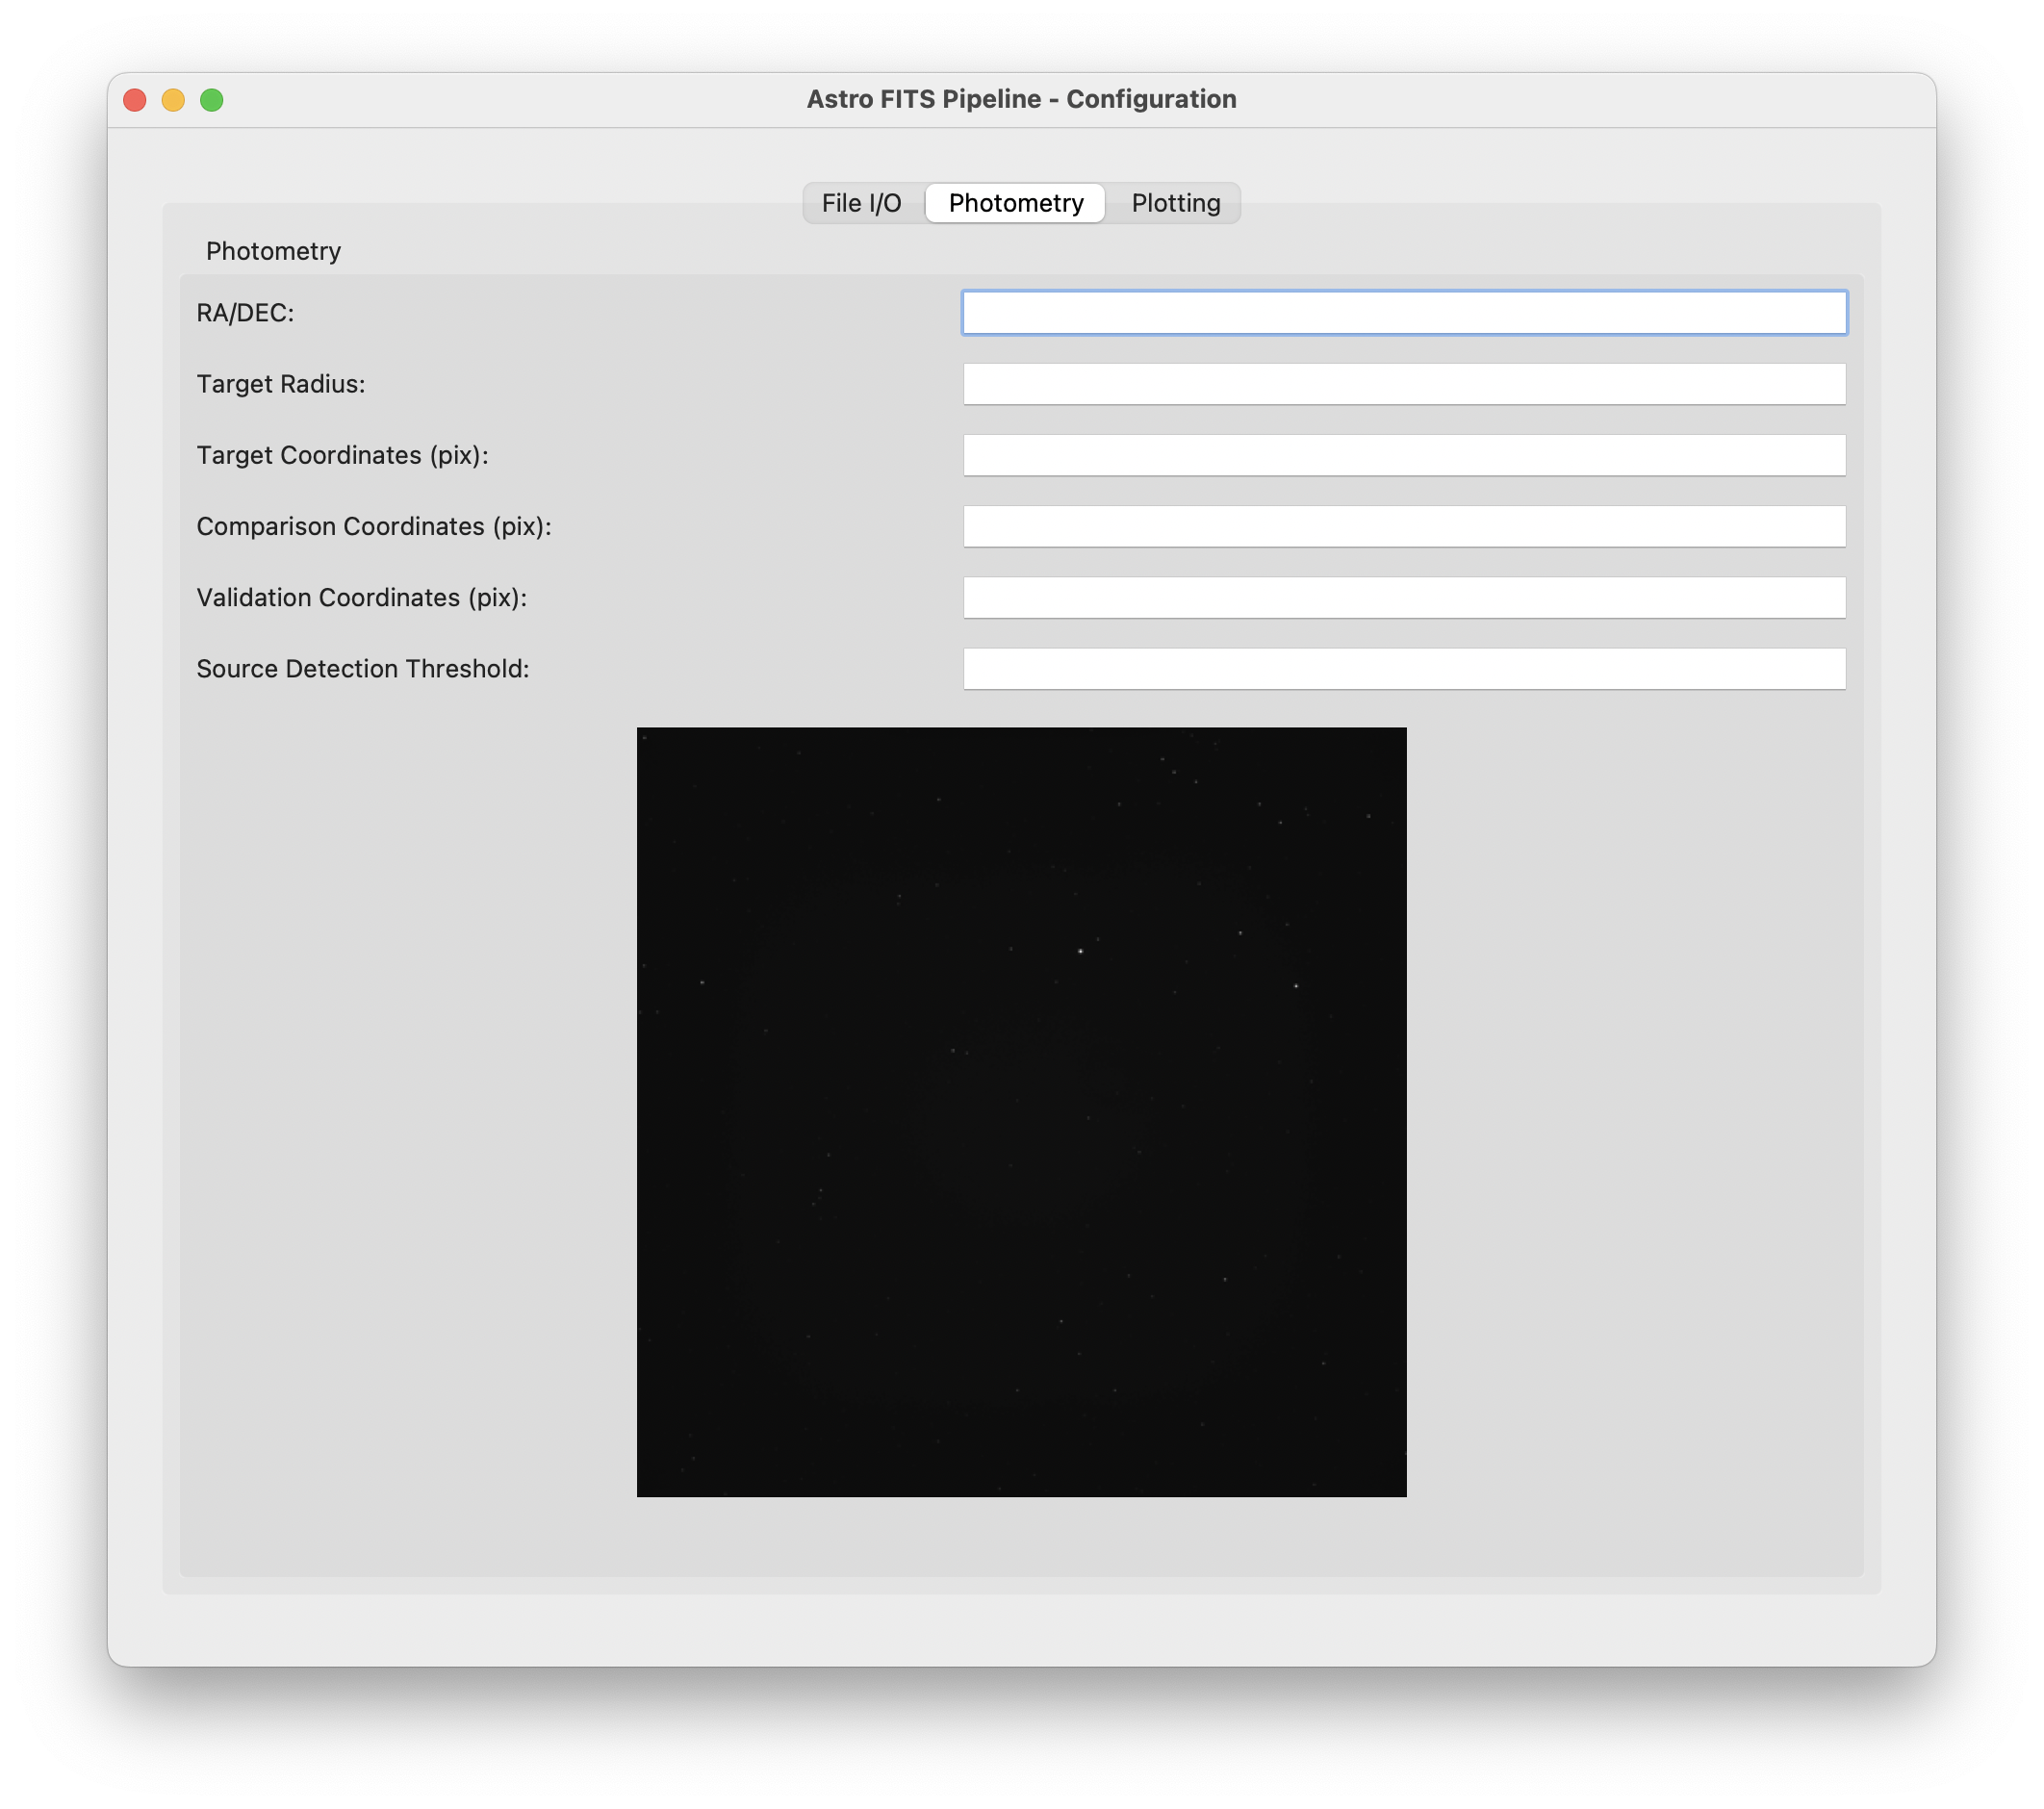 Astro FITS Pipeline - Configuration
File I/O Photometry Plotting
Photometry
RA/DEC:
Target Radius:
Target Coordinates (pix):
Comparison Coordinates (pix):
Validation Coordinates (pix):
Source Detection Threshold: